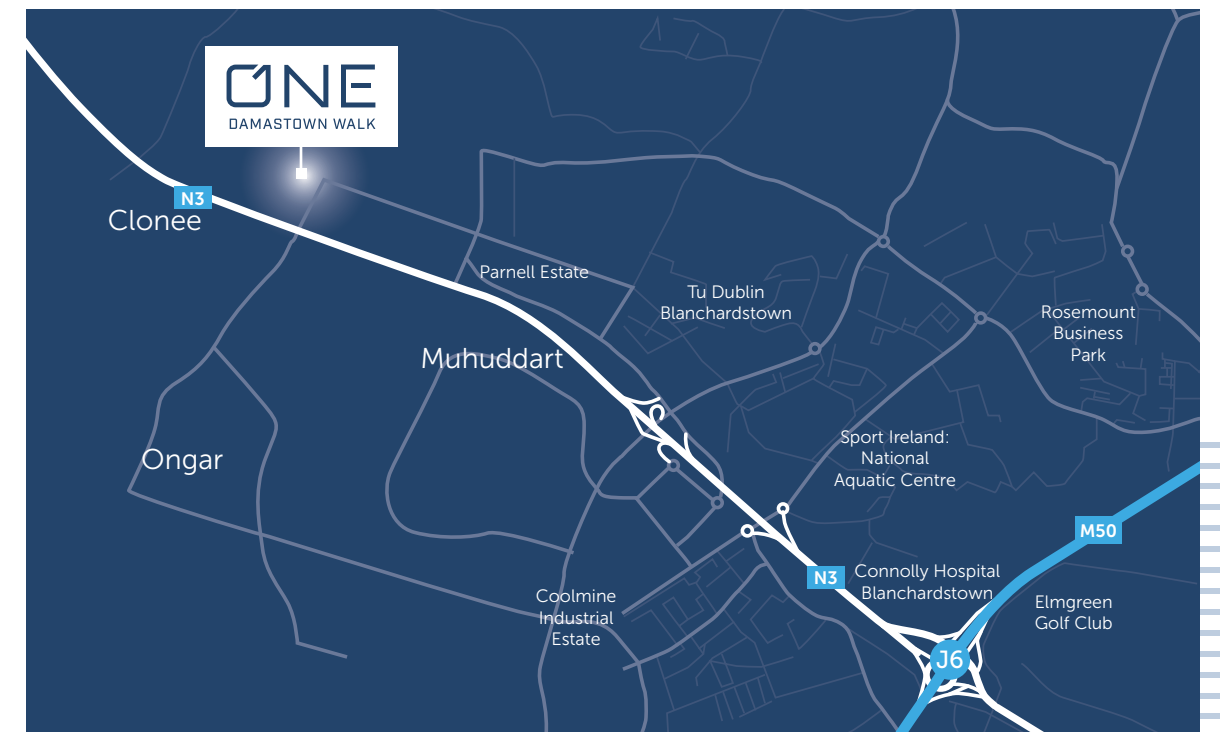 ONE
DAMASTOWN WALK
N3
Clonee
Parnell Estate
Tu Dublin
Blanchardstown
Rosemount
Business
Park
Muhuddart
Sport Ireland:
National
Aquatic Centre
Ongar
M50
N3
Connolly Hospital
Blanchardstown
Elmgreen
Golf Club
Coolmine
Industrial
Estate
J6